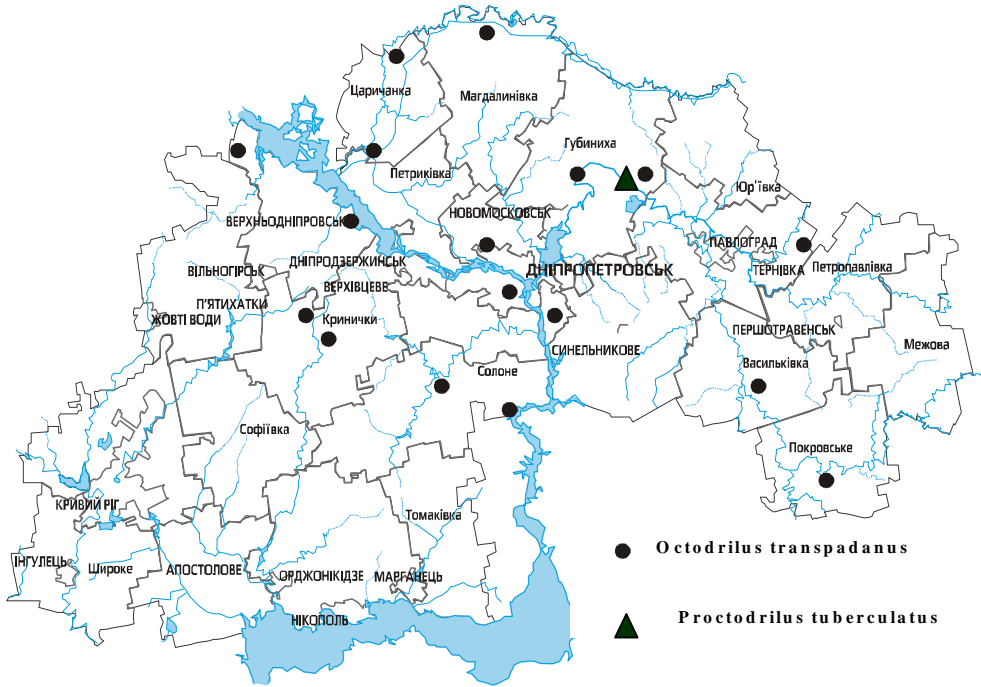 Царичанка
Магдалинівка
Губиниха
Петриківка
Юр'ївка
НОВОМОСКОВСЬК
ВЕРХНЬОДНІПРОВСЬК
ПАВЛОГРАД
ДНІПРОДЗЕРЖИНСЬК
ДНІПРОПЕТРОВСЬК
ТЕРНІВКА
Петропавлівка
ВІЛЬНОГІРСЬК
ВЕРХІВЦЕВЕ
П'ЯТИХАТКИ
ЖОВТІ ВОДИ
Кринички
ПЕРШОТРАВЕНСЬК
Межова
СИНЕЛЬНИКОВЕ
Васильківка
Солоне
Софіївка
Покровське
КРИВИЙ РІГ
Томаківка
ІНГУЛЕЦЬ
Широке
АПОСТОЛОВЕ
ОРДЖОНІКІДЗЕ
МАРГАНЕЦЬ
НІКОПОЛЬ
Octodrilus transpadanus
Proctodrilus tuberculatus